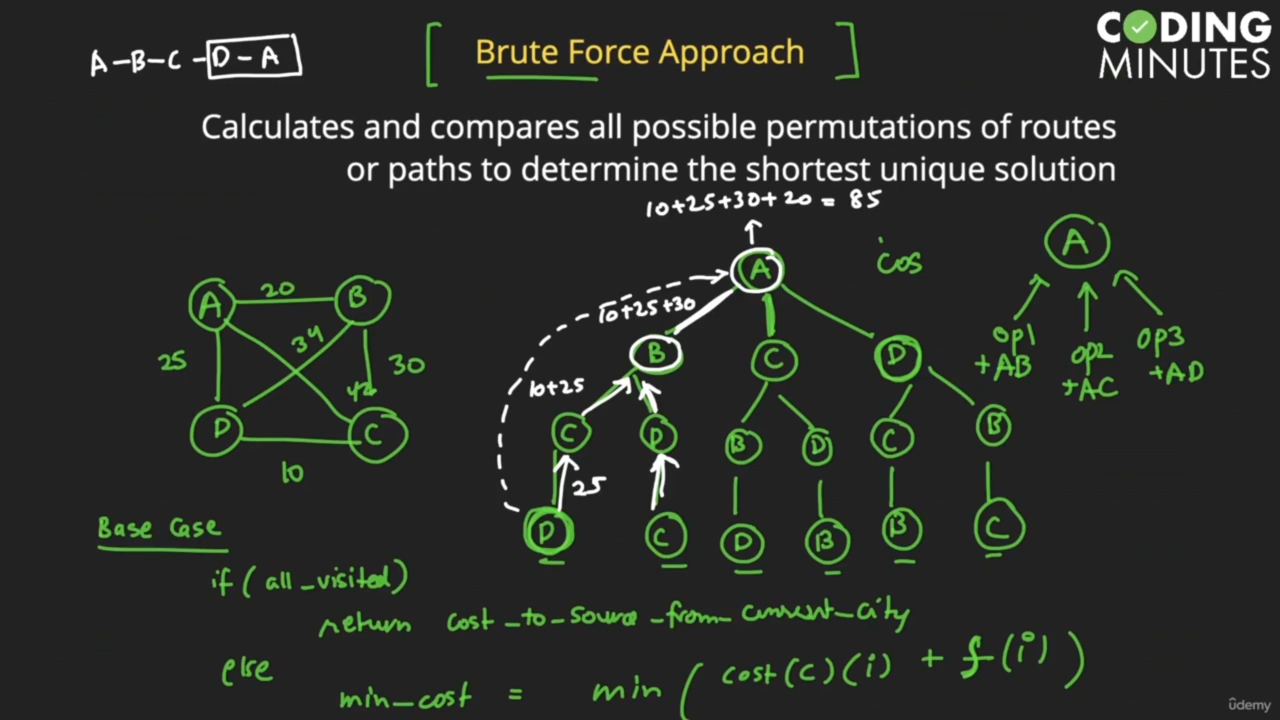 A-B-C-D-A
[ Brute Force Approach ]
CODING
MINUTES
Calculates and compares all possible permutations of routes
or paths to determine the shortest unique solution
10+25+30+20 = 85
A
cos
A
10+25+30
A 20 B
34
25
30
42
D C
10
B C D
op1
+AB
op2
+AC
op3
+AD
10+25
C D B D C B
25
D C D B B C
Base Case
if (all_visited)
return cost_to_source_from_current_city
else
min_cost = min ( cost(c)(i) + f(i) )
ûdemy